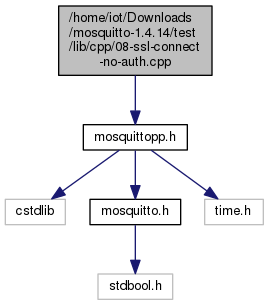 /home/iot/Downloads
/mosquitto-1.4.14/test
/lib/cpp/08-ssl-connect
-no-auth.cpp
mosquittopp.h
cstdlib
mosquitto.h
time.h
stdbool.h